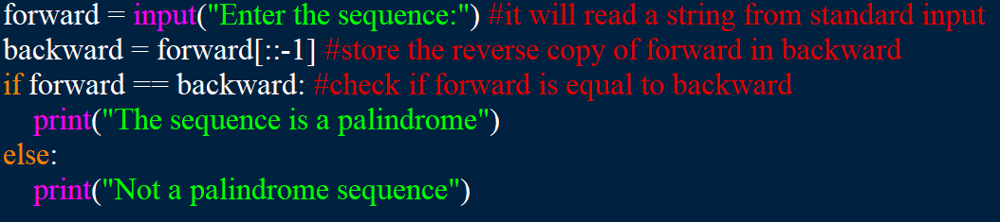 forward = input("Enter the sequence:") #it will read a string from standard input
backward = forward[::-1] #store the reverse copy of forward in backward
if forward == backward: #check if forward is equal to backward
    print("The sequence is a palindrome")
else:
    print("Not a palindrome sequence")